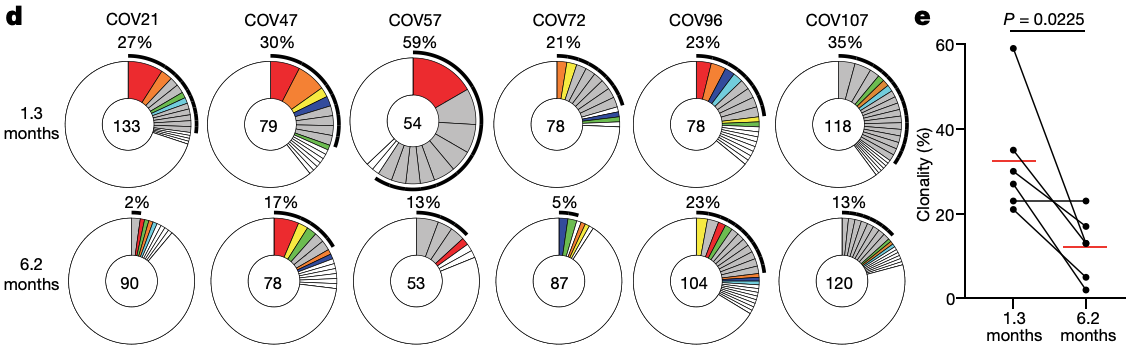 d
COV21 COV47 COV57 COV72 COV96 COV107
27% 30% 59% 21% 23% 35%
1.3
months
133 79 54 78 78 118
2% 17% 13% 5% 23% 13%
6.2
months
90 78 53 87 104 120
e
P = 0.0225
Clonality (%)
60
40
20
0
1.3 6.2
months months